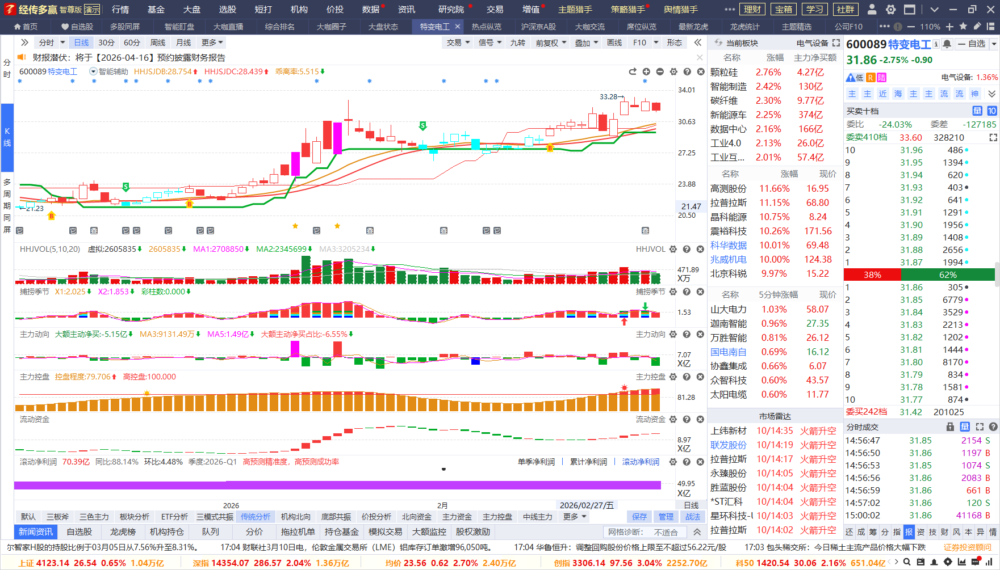 经传多赢 智尊版 演示 行情 基金 大盘 选股 短打 机构 价投 数据 资讯 研究院 交易 增值 主题猎手 策略猎手 舆情猎手 理财 宝箱 学习 社群
首页 自选股 多股同屏 智能盯盘 大咖直播 综合排名 大咖圈子 大盘状态 特变电工 热点纵览 沪深京A股 大咖交流 席位纵览 最新龙虎 龙虎统计 主题精选 公司F10 110%
分时 日线 30分 60分 周线 月线 更多 交易 信号 九转 前复权 叠加 画线 F10 形态
财报潜伏：将于【2026-04-16】预约披露财务报告
600089 特变电工 智能辅助 HHJSJDB:28.754 HHJSJDC:28.439 乖离率:5.515
分时
K线
多周期同屏
34.01
33.28
30.63
27.25
23.88
21.47
20.50
21.23
S S B B B
HHJVOL(5,10,20) 虚拟:2605835 2605835 MA1:2708850 MA2:2345699 MA3:3205234 HHJVOL
471.89
X万
捕捞季节 X1:2.025 X2:1.853 彩柱数:0.000 捕捞季节
1.53
主力动向 大额主动净买:-5.15亿 MA3:9131.49万 MA5:1.49亿 大额主动净买占比:-6.55% 主力动向
7.07
X亿
主力控盘 控盘程度:79.706 高控盘:100.000 主力控盘
81.28
流动资金 流动资金
8.97
X亿
滚动净利润 70.39亿 同比:88.14% 环比:4.48% 季度:2026-Q1 高预测精准度，高预测成功率 单季净利润 累计净利润 滚动净利润
49.95
X亿
2026 2月 2026/02/27/五 日线
默认 三板斧 三色主力 板块分析 ETF分析 三模式共振 传统分析 机构北向 底部共振 价投分析 北向资金 主力资金 主力控盘 中线主力 更多 保存 管理 战法
新闻资讯 自选股 龙虎榜 机构持仓 队列 分价 拖拉机单 持仓基金 模拟交易 大额监控 股权激励 网格诊断： 不适合
当前板块 电气设备
名称 涨幅 主力净买额
颗粒硅 2.76% 4.27亿
智能制造 2.42% 130亿
碳纤维 2.30% 9.77亿
新能源车 2.25% 374亿
数据中心 2.16% 166亿
工业4.0 2.13% 26.0亿
工业互... 2.01% 57.4亿
名称 涨幅 现价
高测股份 11.66% 16.95
拉普拉斯 11.15% 68.80
晶科能源 10.75% 8.24
震裕科技 10.26% 171.56
科华数据 10.01% 69.48
兆威机电 10.00% 124.38
北京科锐 9.97% 15.22
名称 5分钟涨幅 现价
山大电力 1.03% 58.07
迦南智能 0.96% 27.35
万胜智能 0.81% 26.12
国电南自 0.69% 16.12
协鑫集成 0.66% 6.07
众智科技 0.60% 43.57
太阳电缆 0.60% 11.77
市场雷达
上纬新材 10/14:35 火箭升空
联发股份 10/14:19 火箭升空
拉普拉斯 10/14:17 火箭升空
永臻股份 10/14:05 火箭升空
胜蓝股份 10/14:04 火箭升空
*ST汇科 10/14:04 火箭升空
星环科技-U 10/14:03 火箭升空
拉普拉斯 10/14:02 火箭升空
600089 特变电工 自选
31.86 -2.75% -0.90
低 R 陆 电气设备: 1.36%
主 主 近 海 主 主 流 流 神
买卖十档 量 10
委比 -24.03% 委差 -127185
委卖410档 33.60 328210
10 31.96 486
9 31.95 1394
8 31.94 620
7 31.93 403
6 31.92 641
5 31.91 1291
4 31.90 1956
3 31.89 1408
2 31.88 2656
1 31.87 1994
38% 62%
1 31.86 305
2 31.85 6779
3 31.84 3529
4 31.83 2213
5 31.82 1202
6 31.81 1444
7 31.80 8170
8 31.79 834
9 31.78 1581
10 31.77 874
委买242档 31.42 201025
分时成交 量
14:56:47 31.85 2154 S
14:56:50 31.86 1197 B
14:56:53 31.85 1074 S
14:56:56 31.86 2083 B
14:56:59 31.86 661 B
14:57:02 31.86 120 S
15:00:02 31.86 41168 B
还 成 筹 分 指 报 资 技 财 风 本 异 情
尔智家H股的持股比例于03月05日从7.56%升至8.31%。 17:04 财联社3月10日电，伦敦金属交易所（LME）铝库存订单激增96,050吨。 17:04 华鲁恒升：调整回购股份价格上限至不超过56.22元/股 17:03 包头稀交所：今日稀土主流产品价格大幅下跌 证券投资顾问
上证 4123.14 26.54 0.65% 1.04万亿 深指 14354.07 286.57 2.04% 1.36万亿 均价 23.56 0.62 2.70% 2.40万亿 创指 3306.14 97.56 3.04% 2252.70亿 科50 1420.54 30.06 2.16% 651.04亿